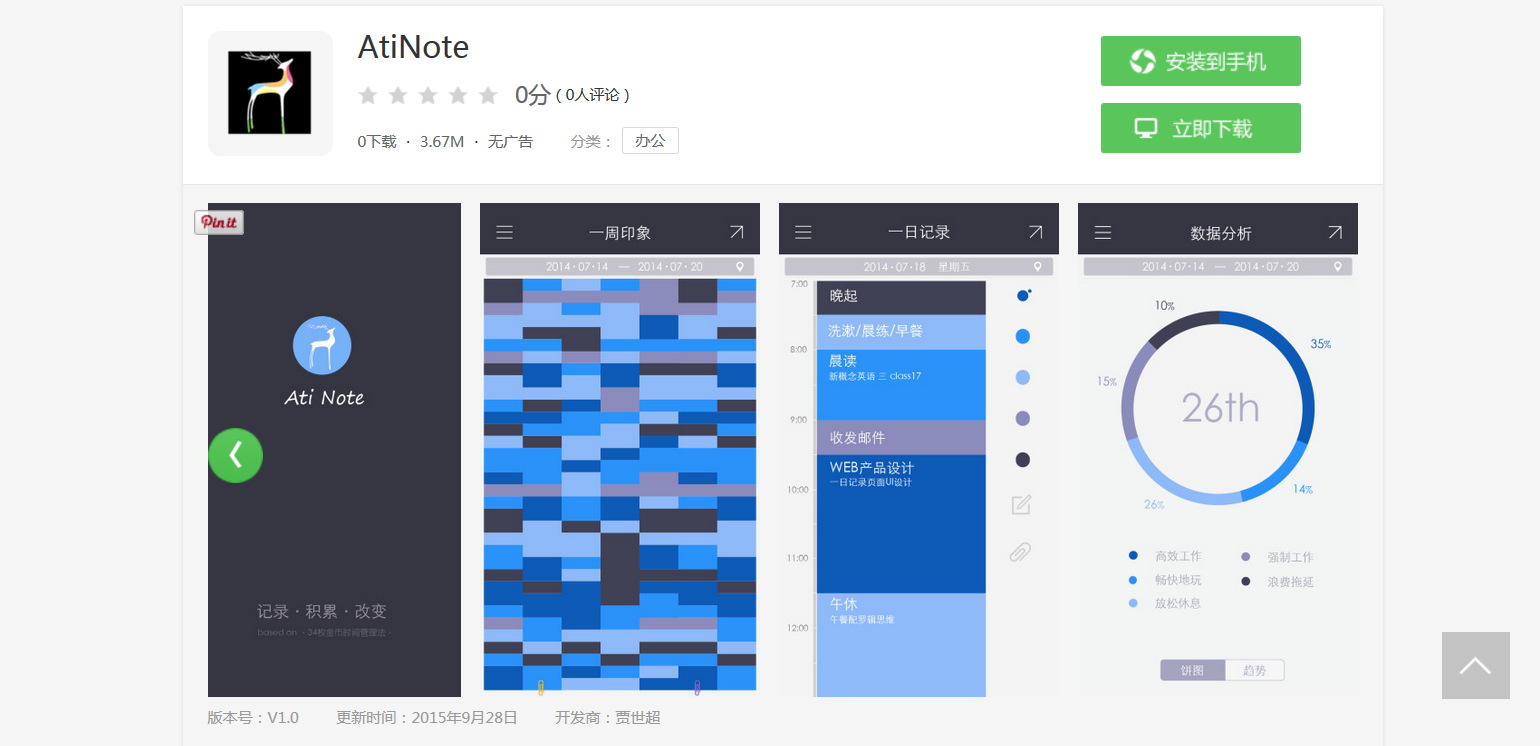 AtiNote
安装到手机
0分 ( 0人评论 )
立即下载
0下载 · 3.67M · 无广告 分类： 办公
Pin it
Ati Note
记录 · 积累 · 改变
based on · 34枚金币时间管理法 ·
一周印象
2014 · 07 · 14 — 2014 · 07 · 20
一日记录
2014 · 07 · 18 星期五
7:00
晚起
洗漱/晨练/早餐
8:00
晨读
新概念英语 三 class17
9:00
收发邮件
WEB产品设计
一日记录页面UI设计
10:00
11:00
午休
午餐配罗辑思维
12:00
数据分析
2014 · 07 · 14 — 2014 · 07 · 20
10%
35%
15%
26th
14%
26%
高效工作 强制工作
畅快地玩 浪费拖延
放松休息
饼图 趋势
版本号：V1.0 更新时间：2015年9月28日 开发商：贾世超